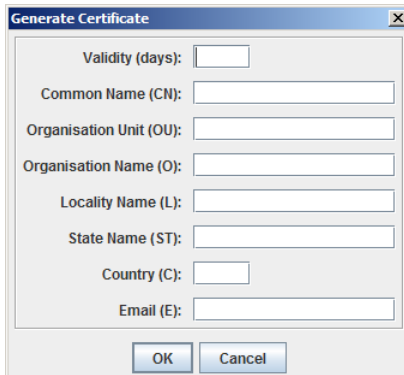 Generate Certificate
Validity (days):
Common Name (CN):
Organisation Unit (OU):
Organisation Name (O):
Locality Name (L):
State Name (ST):
Country (C):
Email (E):
OK Cancel